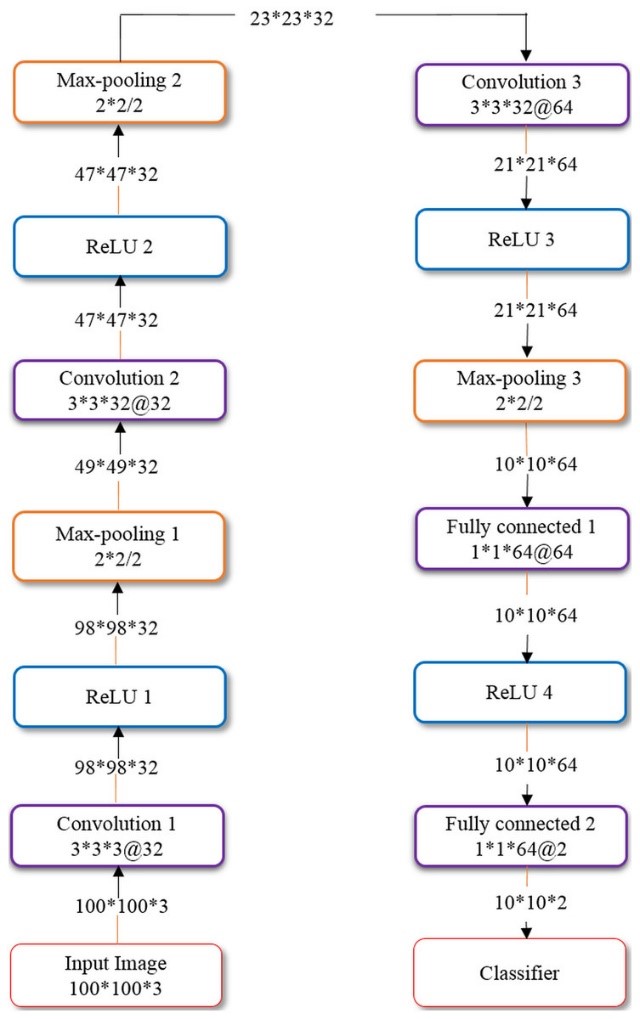 23*23*32
Max-pooling 2
2*2/2
47*47*32
ReLU 2
47*47*32
Convolution 2
3*3*32@32
49*49*32
Max-pooling 1
2*2/2
98*98*32
ReLU 1
98*98*32
Convolution 1
3*3*3@32
100*100*3
Input Image
100*100*3
Convolution 3
3*3*32@64
21*21*64
ReLU 3
21*21*64
Max-pooling 3
2*2/2
10*10*64
Fully connected 1
1*1*64@64
10*10*64
ReLU 4
10*10*64
Fully connected 2
1*1*64@2
10*10*2
Classifier